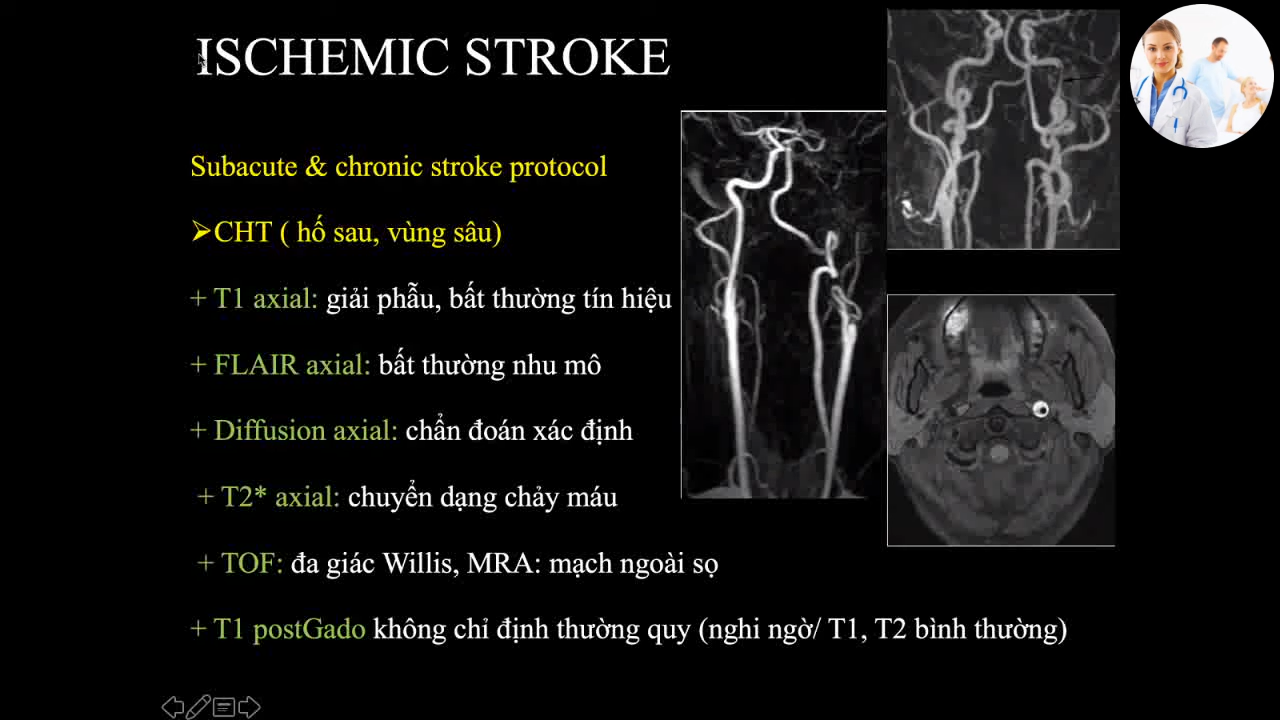 ISCHEMIC STROKE
Subacute & chronic stroke protocol
➢CHT ( hố sau, vùng sâu)
+ T1 axial: giải phẫu, bất thường tín hiệu
+ FLAIR axial: bất thường nhu mô
+ Diffusion axial: chẩn đoán xác định
+ T2* axial: chuyển dạng chảy máu
+ TOF: đa giác Willis, MRA: mạch ngoài sọ
+ T1 postGado không chỉ định thường quy (nghi ngờ/ T1, T2 bình thường)